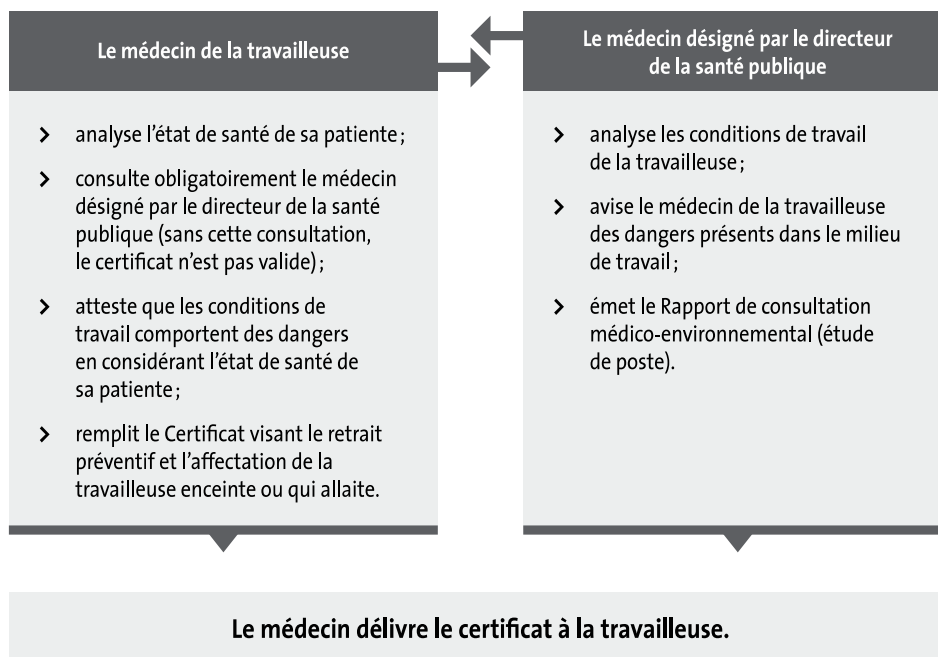 Le médecin de la travailleuse
> analyse l'état de santé de sa patiente ;
> consulte obligatoirement le médecin
désigné par le directeur de la santé
publique (sans cette consultation,
le certificat n'est pas valide) ;
> atteste que les conditions de
travail comportent des dangers
en considérant l'état de santé de
sa patiente ;
> remplit le Certificat visant le retrait
préventif et l'affectation de la
travailleuse enceinte ou qui allaite.
Le médecin désigné par le directeur
de la santé publique
> analyse les conditions de travail
de la travailleuse ;
> avise le médecin de la travailleuse
des dangers présents dans le milieu
de travail ;
> émet le Rapport de consultation
médico-environnemental (étude
de poste).
Le médecin délivre le certificat à la travailleuse.